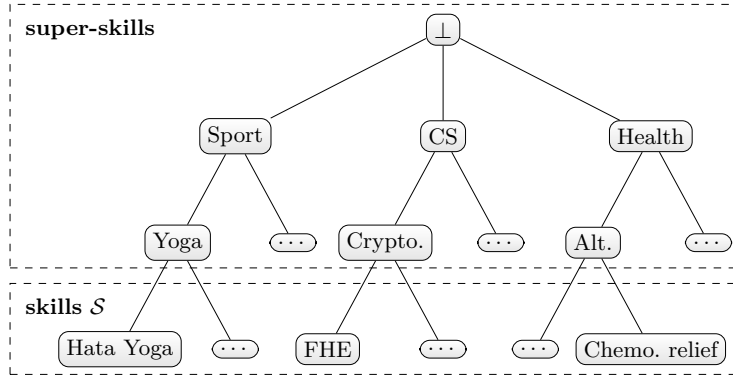 super-skills
⊥
Sport CS Health
Yoga ··· Crypto. ··· Alt. ···
skills 𝒮
Hata Yoga ··· FHE ··· ··· Chemo. relief